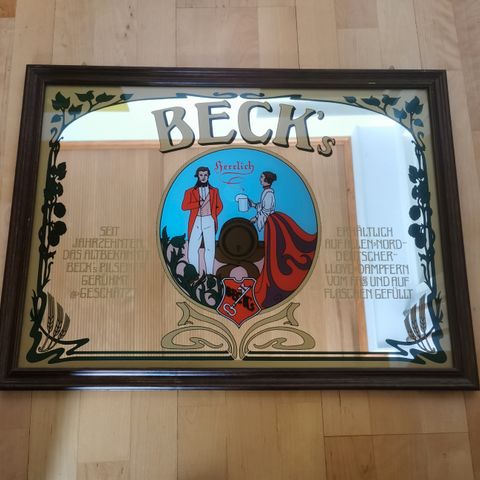 BECK's
Herrlich
SEIT
JAHRZEHNTEN
DAS ALTBEKANNTE
BECK's PILSENER
GERÜHMT
U. GESCHÄTZT
ERHÄLTLICH
AUF ALLEN NORD-
DEUTSCHER-
LLOYD-DAMPFERN
VOM FAß UND AUF
FLASCHEN GEFÜLLT